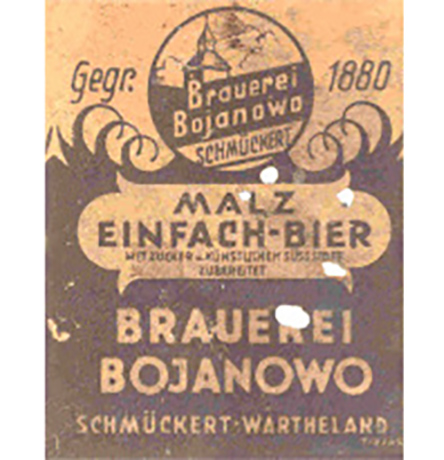 Gegr. 1880
Brauerei
Bojanowo
SCHMÜCKERT
MALZ
EINFACH-BIER
MIT ZUCKER u. KÜNSTLICHEM SÜSSSTOFF
ZUBEREITET
BRAUEREI
BOJANOWO
SCHMÜCKERT-WARTHELAND